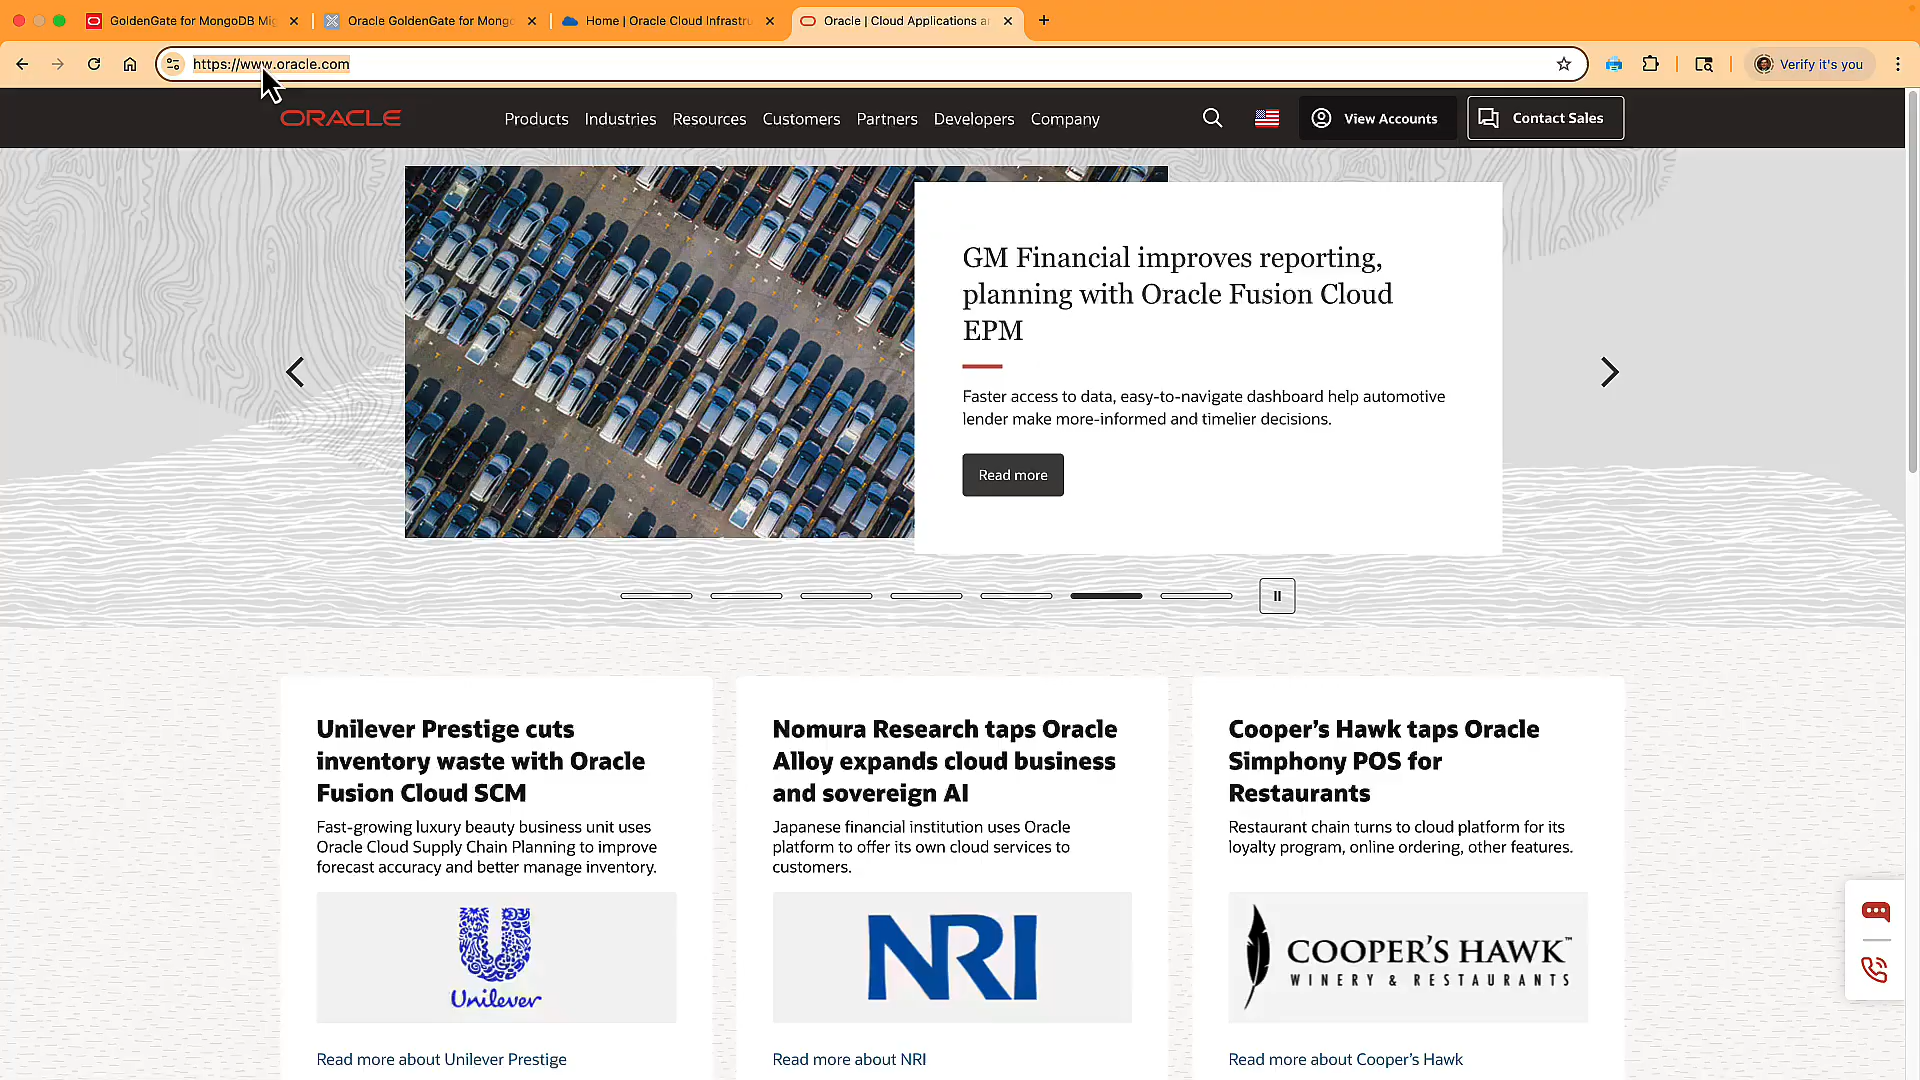 GoldenGate for MongoDB Mig
Oracle GoldenGate for Mongo
Home | Oracle Cloud Infrastru
Oracle | Cloud Applications a
https://www.oracle.com
Verify it's you
ORACLE
Products
Industries
Resources
Customers
Partners
Developers
Company
View Accounts
Contact Sales
GM Financial improves reporting,
planning with Oracle Fusion Cloud
EPM
Faster access to data, easy-to-navigate dashboard help automotive
lender make more-informed and timelier decisions.
Read more
Unilever Prestige cuts
inventory waste with Oracle
Fusion Cloud SCM
Fast-growing luxury beauty business unit uses
Oracle Cloud Supply Chain Planning to improve
forecast accuracy and better manage inventory.
Unilever
Read more about Unilever Prestige
Nomura Research taps Oracle
Alloy expands cloud business
and sovereign AI
Japanese financial institution uses Oracle
platform to offer its own cloud services to
customers.
NRI
Read more about NRI
Cooper's Hawk taps Oracle
Simphony POS for
Restaurants
Restaurant chain turns to cloud platform for its
loyalty program, online ordering, other features.
COOPER'S HAWK™
WINERY & RESTAURANTS
Read more about Cooper's Hawk